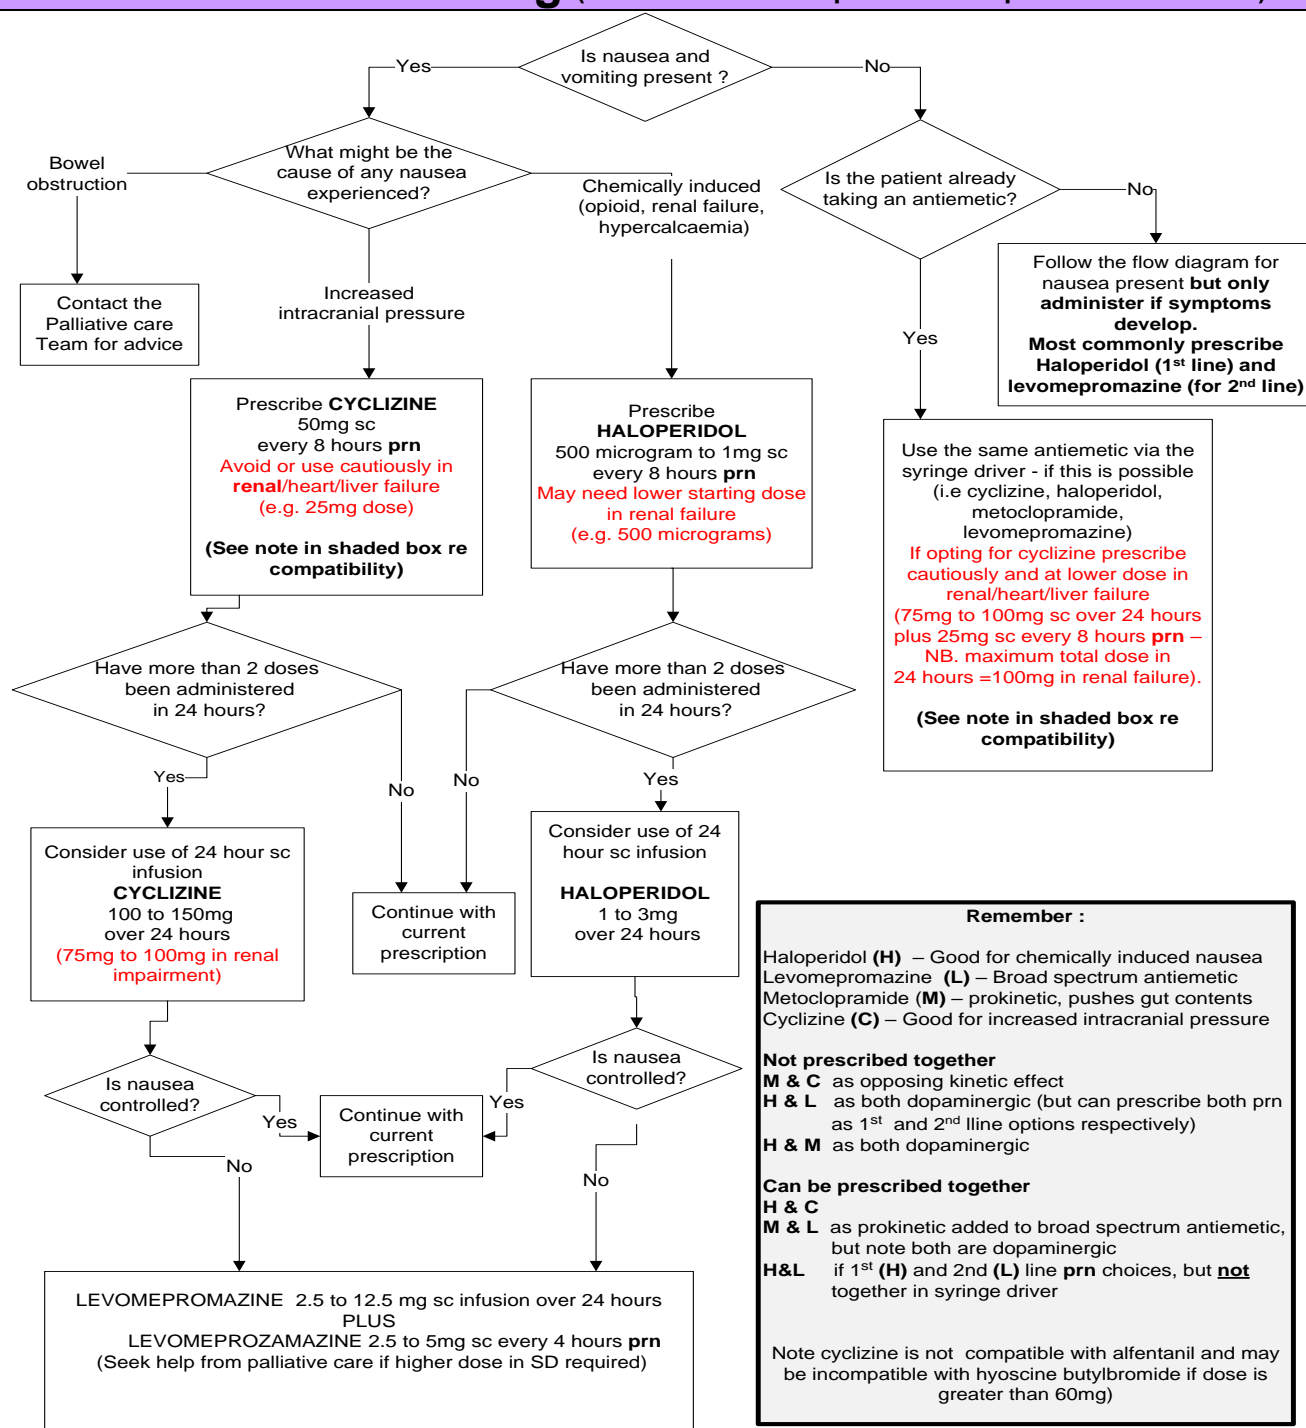 Is nausea and
vomiting present ?
Yes
No
What might be the
cause of any nausea
experienced?
Bowel
obstruction
Chemically induced
(opioid, renal failure,
hypercalcaemia)
Is the patient already
taking an antiemetic?
No
Contact the
Palliative care
Team for advice
Increased
intracranial pressure
Yes
Follow the flow diagram for
nausea present but only
administer if symptoms
develop.
Most commonly prescribe
Haloperidol (1st line) and
levomepromazine (for 2nd line)
Prescribe CYCLIZINE
50mg sc
every 8 hours prn
Avoid or use cautiously in
renal/heart/liver failure
(e.g. 25mg dose)
(See note in shaded box re
compatibility)
Prescribe
HALOPERIDOL
500 microgram to 1mg sc
every 8 hours prn
May need lower starting dose
in renal failure
(e.g. 500 micrograms)
Use the same antiemetic via the
syringe driver - if this is possible
(i.e cyclizine, haloperidol,
metoclopramide,
levomepromazine)
If opting for cyclizine prescribe
cautiously and at lower dose in
renal/heart/liver failure
(75mg to 100mg sc over 24 hours
plus 25mg sc every 8 hours prn –
NB. maximum total dose in
24 hours =100mg in renal failure).
(See note in shaded box re
compatibility)
Have more than 2 doses
been administered
in 24 hours?
Have more than 2 doses
been administered
in 24 hours?
Yes
No
No
Yes
Consider use of 24 hour sc
infusion
CYCLIZINE
100 to 150mg
over 24 hours
(75mg to 100mg in renal
impairment)
Continue with
current
prescription
Consider use of 24
hour sc infusion
HALOPERIDOL
1 to 3mg
over 24 hours
Is nausea
controlled?
Yes
Continue with
current
prescription
Yes
Is nausea
controlled?
No
No
LEVOMEPROMAZINE 2.5 to 12.5 mg sc infusion over 24 hours
PLUS
LEVOMEPROZAMAZINE 2.5 to 5mg sc every 4 hours prn
(Seek help from palliative care if higher dose in SD required)
Remember :
Haloperidol (H) – Good for chemically induced nausea
Levomepromazine (L) – Broad spectrum antiemetic
Metoclopramide (M) – prokinetic, pushes gut contents
Cyclizine (C) – Good for increased intracranial pressure
Not prescribed together
M & C as opposing kinetic effect
H & L as both dopaminergic (but can prescribe both prn
as 1st and 2nd lline options respectively)
H & M as both dopaminergic
Can be prescribed together
H & C
M & L as prokinetic added to broad spectrum antiemetic,
but note both are dopaminergic
H&L if 1st (H) and 2nd (L) line prn choices, but not
together in syringe driver
Note cyclizine is not compatible with alfentanil and may
be incompatible with hyoscine butylbromide if dose is
greater than 60mg)